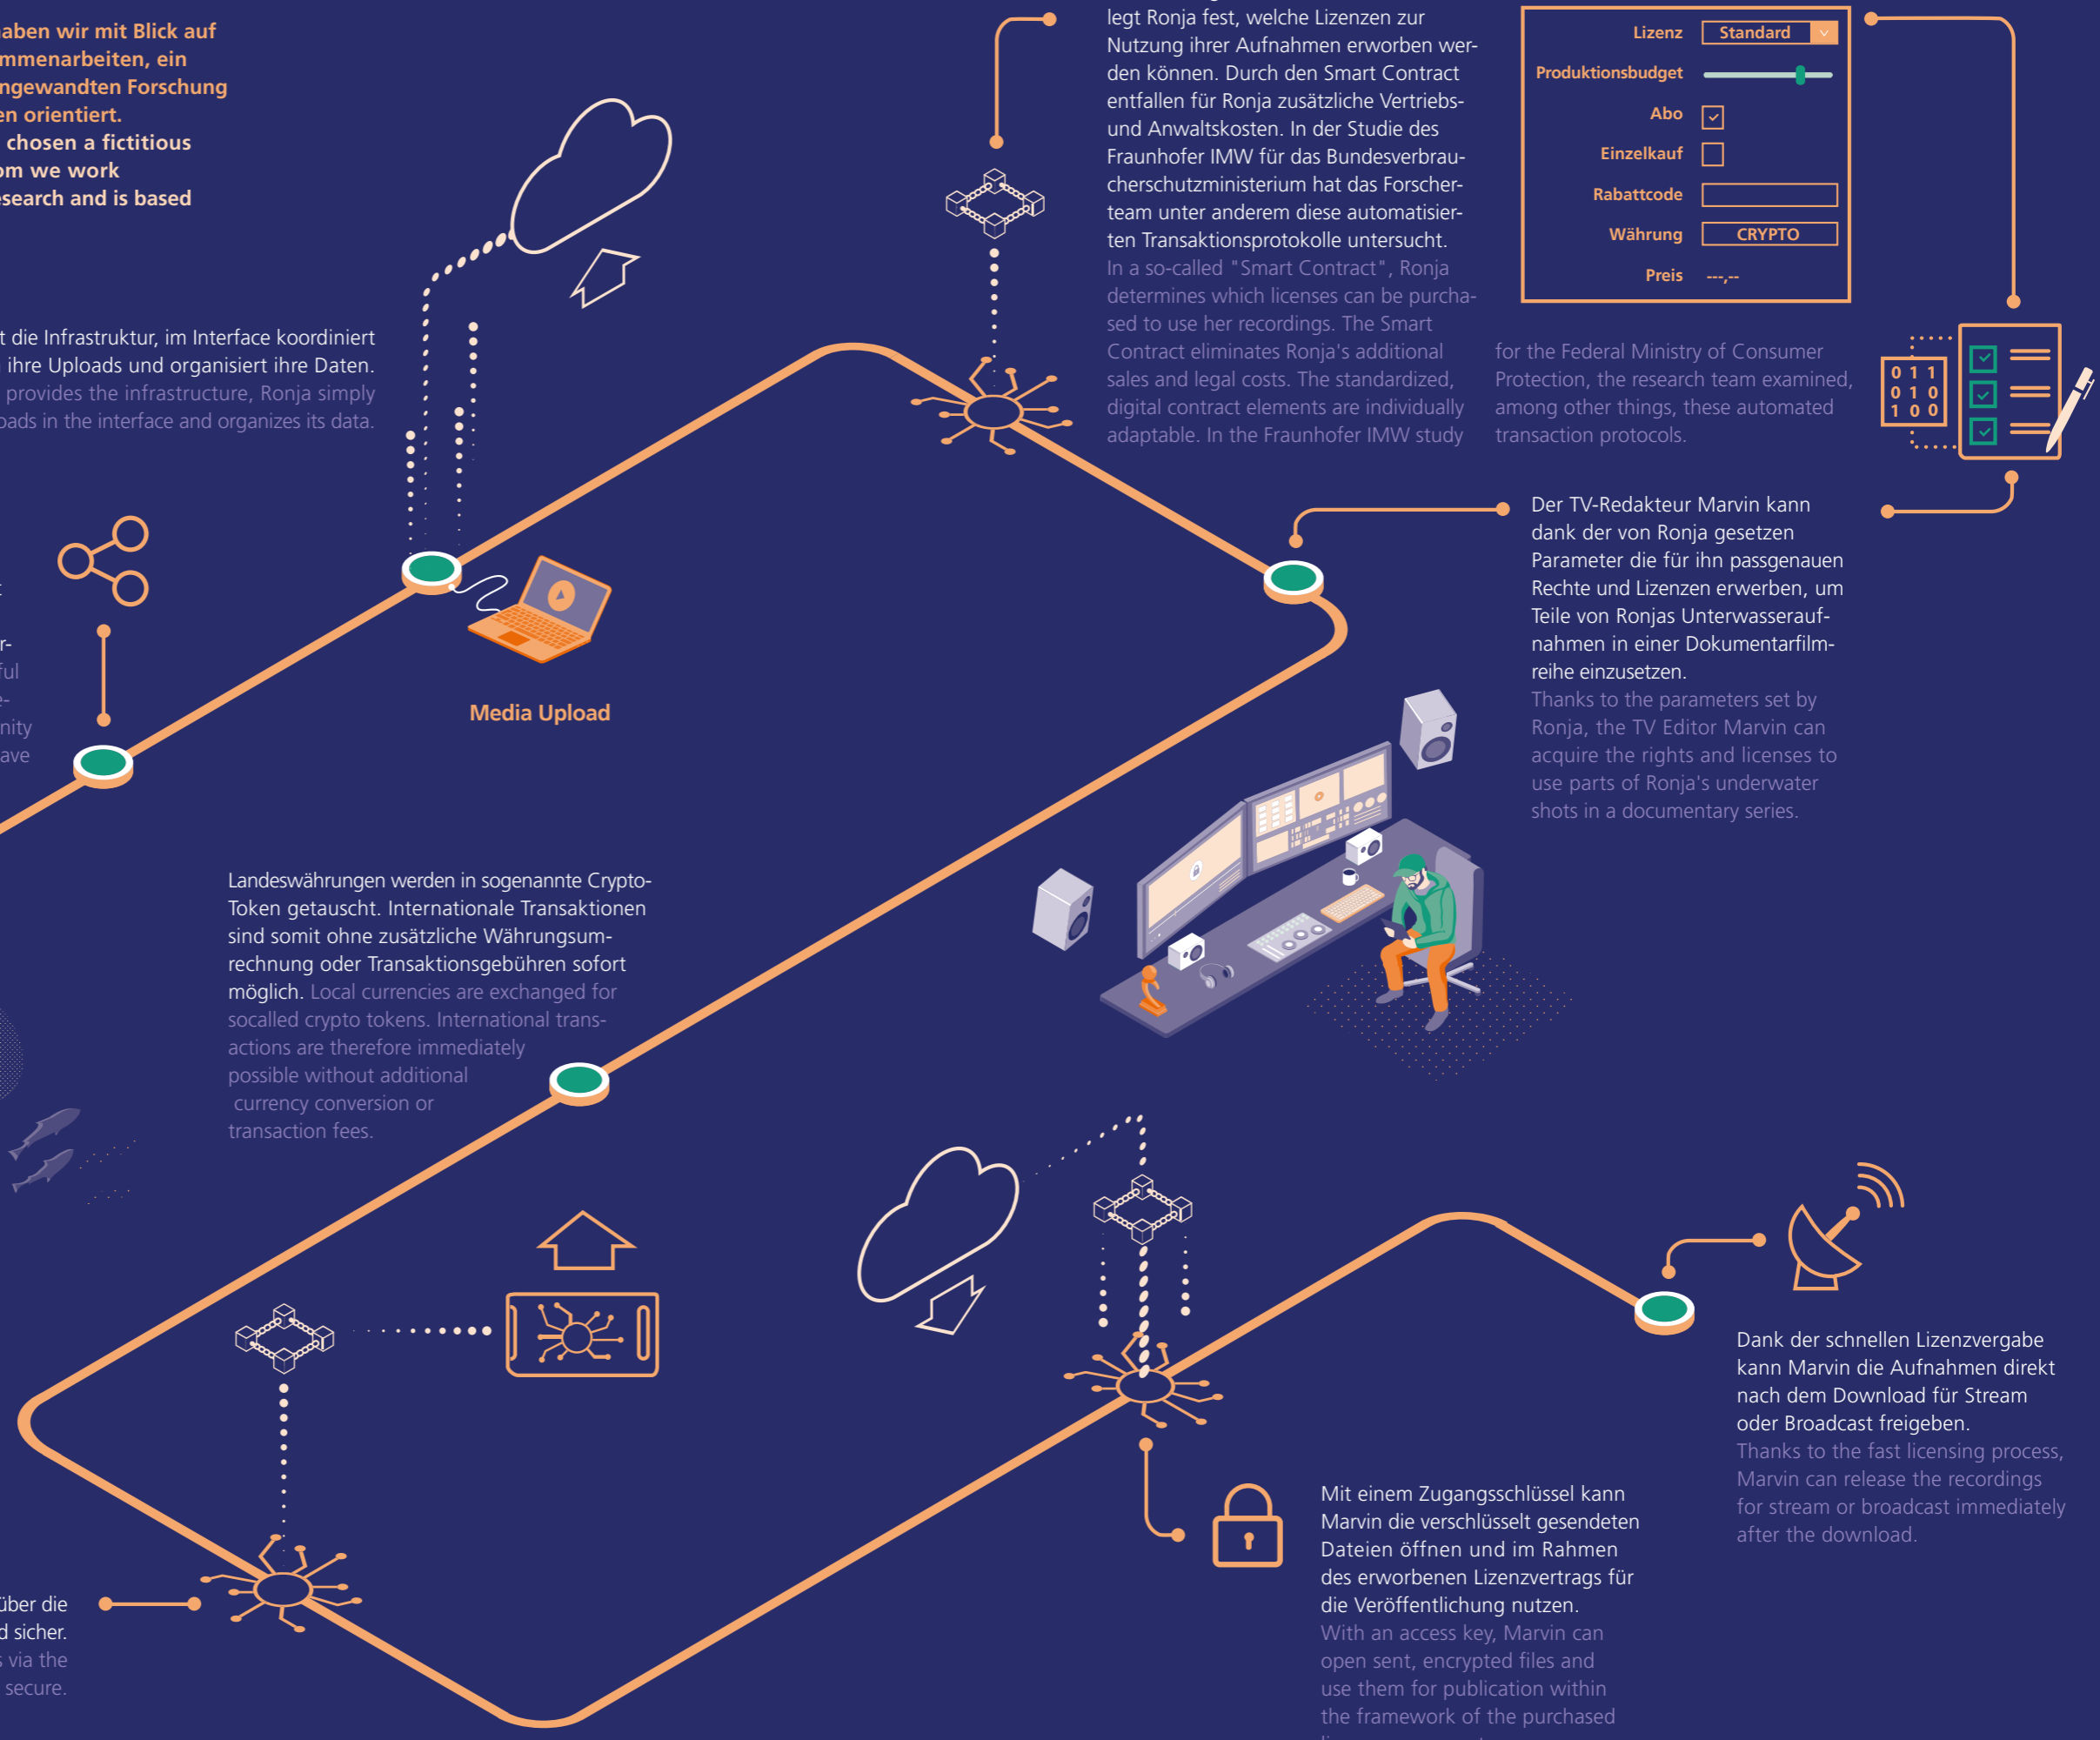 haben wir mit Blick auf
mmenarbeiten, ein
ngewandten Forschung
en orientiert.
chosen a fictitious
om we work
esearch and is based
t die Infrastruktur, im Interface koordiniert
ihre Uploads und organisiert ihre Daten.
provides the infrastructure, Ronja simply
oads in the interface and organizes its data.
r-
ful
e-
nity
ave
Media Upload
legt Ronja fest, welche Lizenzen zur
Nutzung ihrer Aufnahmen erworben wer-
den können. Durch den Smart Contract
entfallen für Ronja zusätzliche Vertriebs-
und Anwaltskosten. In der Studie des
Fraunhofer IMW für das Bundesverbrau-
cherschutzministerium hat das Forscher-
team unter anderem diese automatisier-
ten Transaktionsprotokolle untersucht.
In a so-called "Smart Contract", Ronja
determines which licenses can be purcha-
sed to use her recordings. The Smart
Contract eliminates Ronja's additional
sales and legal costs. The standardized,
digital contract elements are individually
adaptable. In the Fraunhofer IMW study
for the Federal Ministry of Consumer
Protection, the research team examined,
among other things, these automated
transaction protocols.
Lizenz Standard
Produktionsbudget
Abo
Einzelkauf
Rabattcode
Währung CRYPTO
Preis ---,--
0 1 1
0 1 0
1 0 0
Der TV-Redakteur Marvin kann
dank der von Ronja gesetzen
Parameter die für ihn passgenauen
Rechte und Lizenzen erwerben, um
Teile von Ronjas Unterwasserauf-
nahmen in einer Dokumentarfilm-
reihe einzusetzen.
Thanks to the parameters set by
Ronja, the TV Editor Marvin can
acquire the rights and licenses to
use parts of Ronja's underwater
shots in a documentary series.
Landeswährungen werden in sogenannte Crypto-
Token getauscht. Internationale Transaktionen
sind somit ohne zusätzliche Währungsum-
rechnung oder Transaktionsgebühren sofort
möglich. Local currencies are exchanged for
socalled crypto tokens. International trans-
actions are therefore immediately
possible without additional
currency conversion or
transaction fees.
über die
d sicher.
s via the
secure.
Mit einem Zugangsschlüssel kann
Marvin die verschlüsselt gesendeten
Dateien öffnen und im Rahmen
des erworbenen Lizenzvertrags für
die Veröffentlichung nutzen.
With an access key, Marvin can
open sent, encrypted files and
use them for publication within
the framework of the purchased
Dank der schnellen Lizenzvergabe
kann Marvin die Aufnahmen direkt
nach dem Download für Stream
oder Broadcast freigeben.
Thanks to the fast licensing process,
Marvin can release the recordings
for stream or broadcast immediately
after the download.